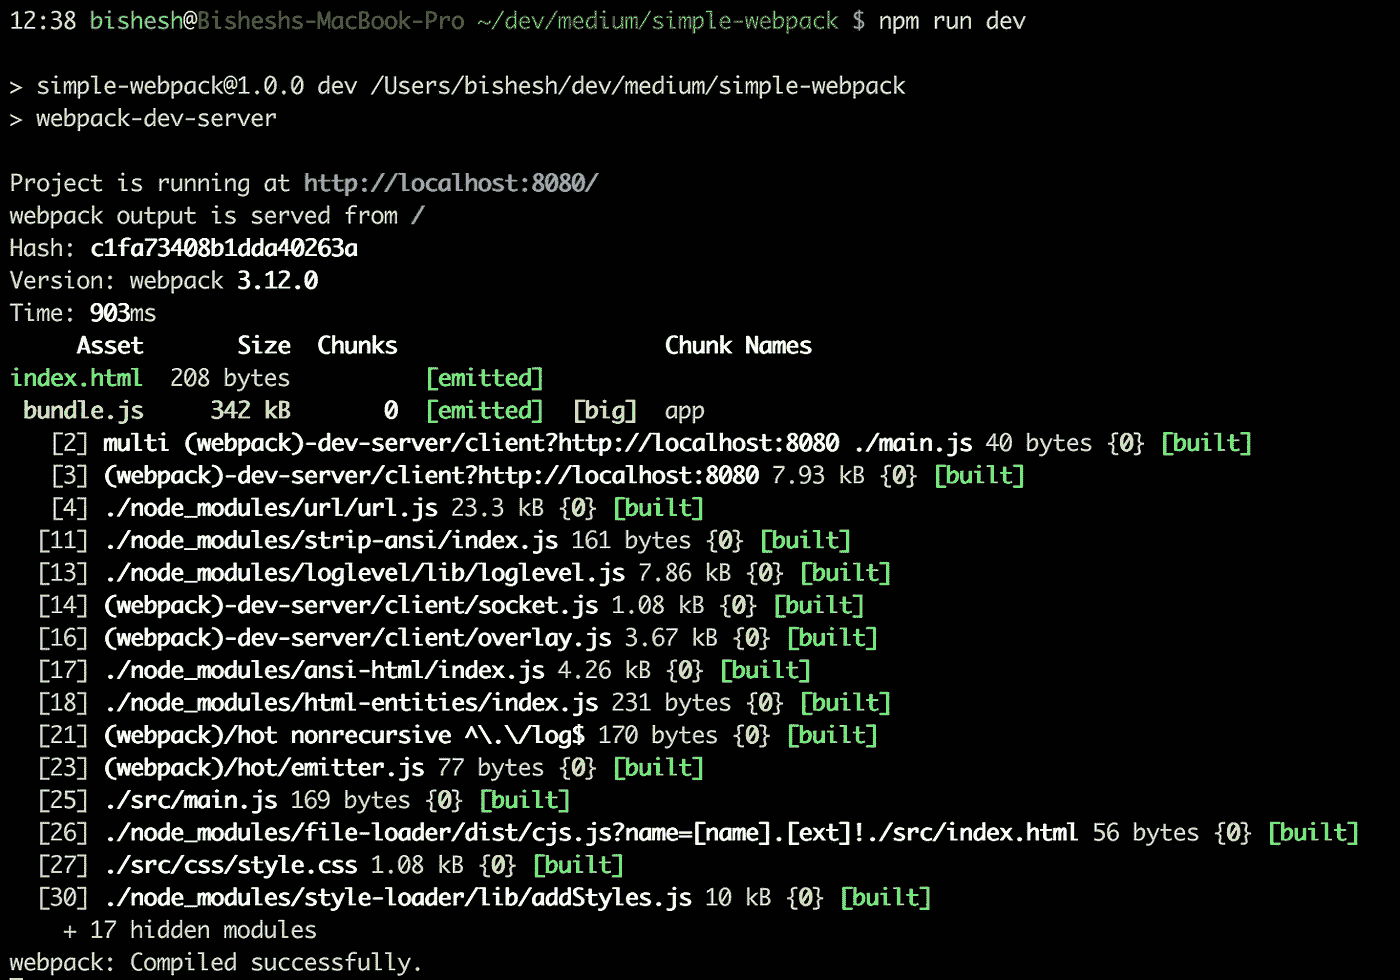 12:38 bishesh@Bisheshs-MacBook-Pro ~/dev/medium/simple-webpack $ npm run dev
> simple-webpack@1.0.0 dev /Users/bishesh/dev/medium/simple-webpack
> webpack-dev-server
Project is running at http://localhost:8080/
webpack output is served from /
Hash: c1fa73408b1dda40263a
Version: webpack 3.12.0
Time: 903ms
Asset Size Chunks Chunk Names
index.html 208 bytes [emitted]
bundle.js 342 kB 0 [emitted] [big] app
[2] multi (webpack)-dev-server/client?http://localhost:8080 ./main.js 40 bytes {0} [built]
[3] (webpack)-dev-server/client?http://localhost:8080 7.93 kB {0} [built]
[4] ./node_modules/url/url.js 23.3 kB {0} [built]
[11] ./node_modules/strip-ansi/index.js 161 bytes {0} [built]
[13] ./node_modules/loglevel/lib/loglevel.js 7.86 kB {0} [built]
[14] (webpack)-dev-server/client/socket.js 1.08 kB {0} [built]
[16] (webpack)-dev-server/client/overlay.js 3.67 kB {0} [built]
[17] ./node_modules/ansi-html/index.js 4.26 kB {0} [built]
[18] ./node_modules/html-entities/index.js 231 bytes {0} [built]
[21] (webpack)/hot nonrecursive ^\.\/log$ 170 bytes {0} [built]
[23] (webpack)/hot/emitter.js 77 bytes {0} [built]
[25] ./src/main.js 169 bytes {0} [built]
[26] ./node_modules/file-loader/dist/cjs.js?name=[name].[ext]!./src/index.html 56 bytes {0} [built]
[27] ./src/css/style.css 1.08 kB {0} [built]
[30] ./node_modules/style-loader/lib/addStyles.js 10 kB {0} [built]
+ 17 hidden modules
webpack: Compiled successfully.